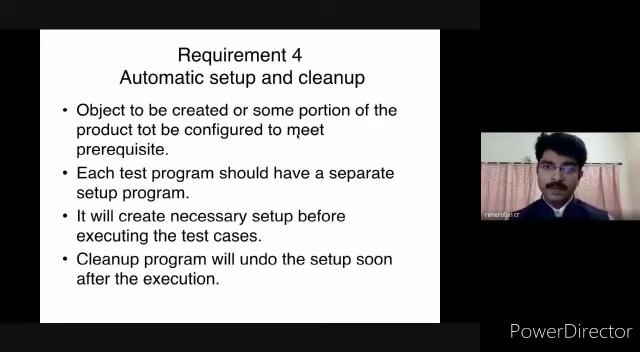 Requirement 4
Automatic setup and cleanup
• Object to be created or some portion of the
product tot be configured to meet
prerequisite.
• Each test program should have a separate
setup program.
• It will create necessary setup before
executing the test cases.
• Cleanup program will undo the setup soon
after the execution.
renerobin cr
PowerDirector